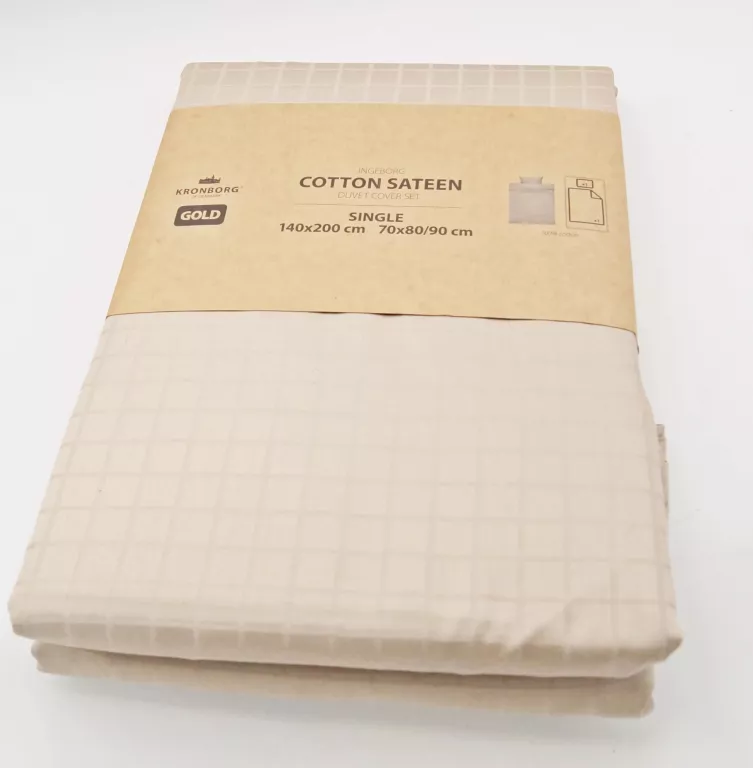 KRONBORG
GOLD
INGEBORG
COTTON SATEEN
DUVET COVER SET
SINGLE
140x200 cm 70x80/90 cm